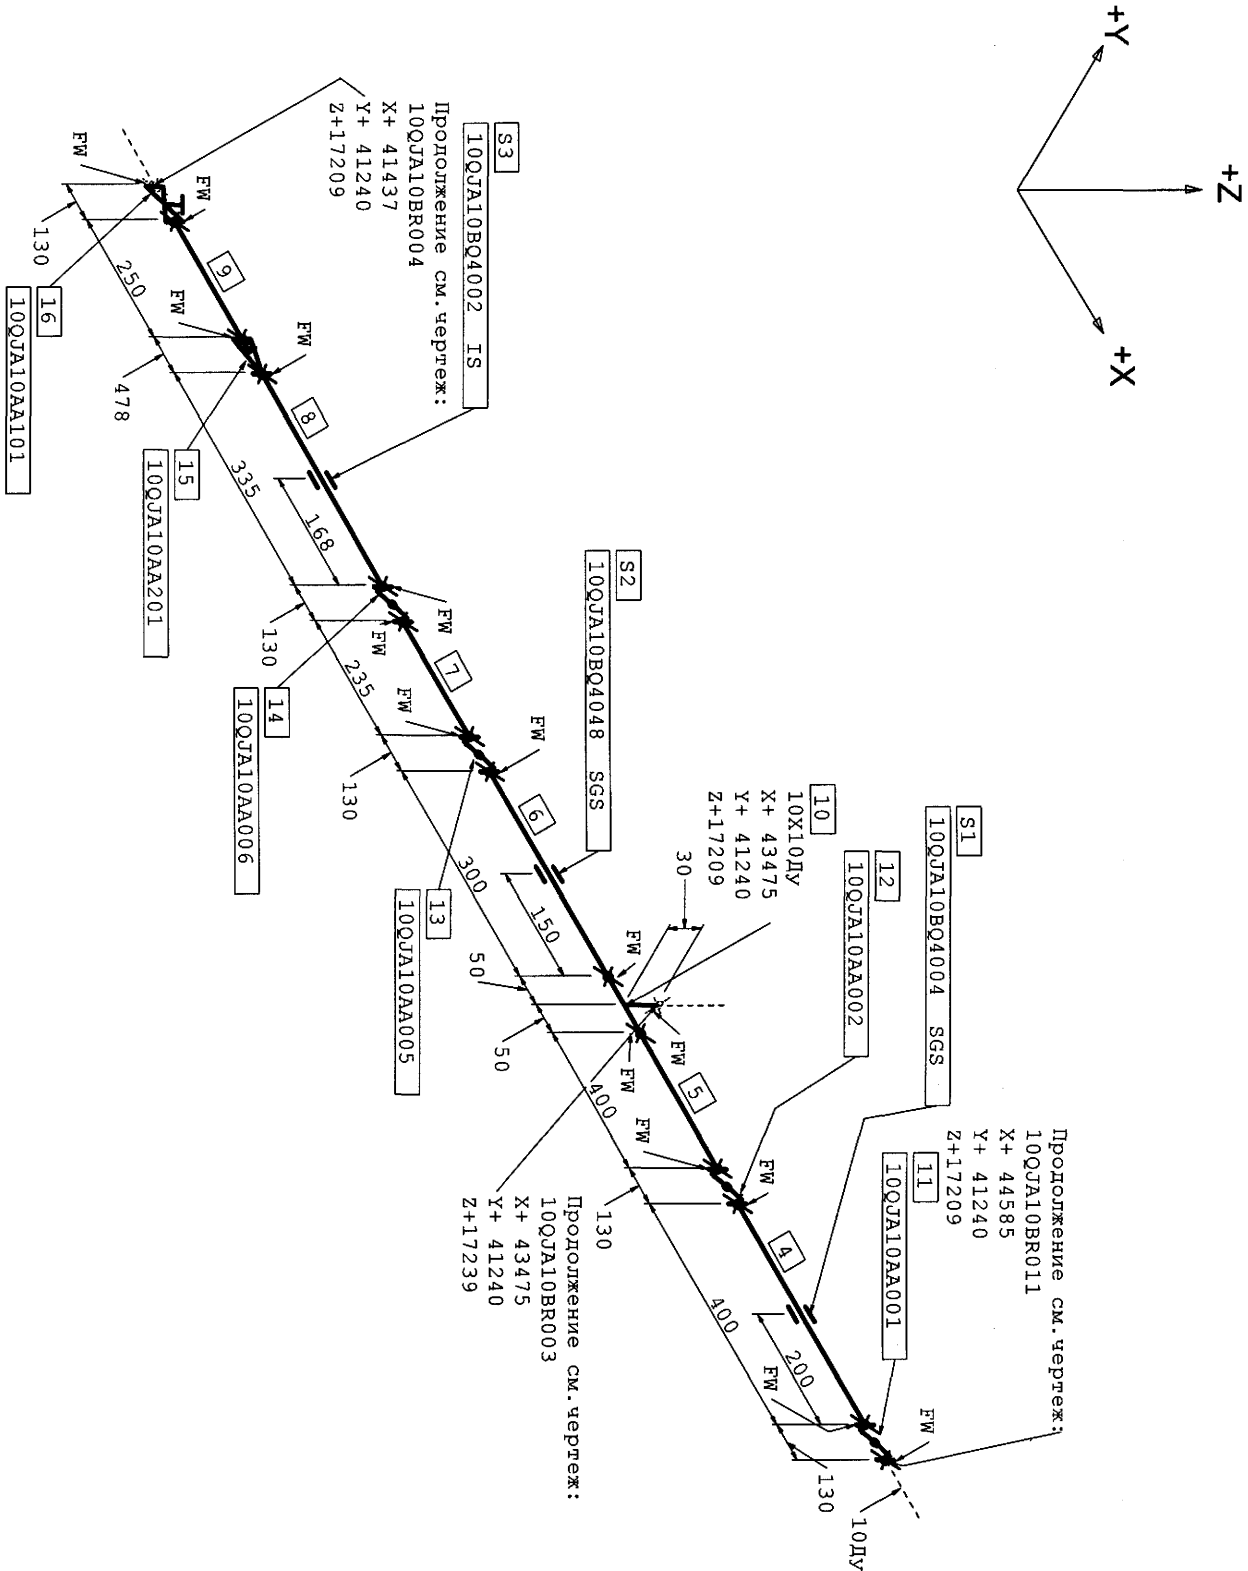 +Y
+Z
+X
S3
10QJA10BQ4002 IS
Продолжение см.чертеж:
10QJA10BR004
X+ 41437
Y+ 41240
Z+17209
FW
FW
9
130
250
16
10QJA10AA101
FW
FW
8
478
335
15
10QJA10AA201
168
S2
10QJA10BQ4048 SGS
FW
FW
130
235
7
14
10QJA10AA006
FW
FW
130
6
300
13
10QJA10AA005
150
10
10X10Ду
X+ 43475
Y+ 41240
Z+17209
30
12
10QJA10AA002
S1
10QJA10BQ4004 SGS
FW
FW
FW
50
50
5
400
FW
FW
130
Продолжение см.чертеж:
10QJA10BR003
X+ 43475
Y+ 41240
Z+17239
4
400
200
11
10QJA10AA001
Продолжение см.чертеж:
10QJA10BR011
X+ 44585
Y+ 41240
Z+17209
FW
FW
130
10Ду